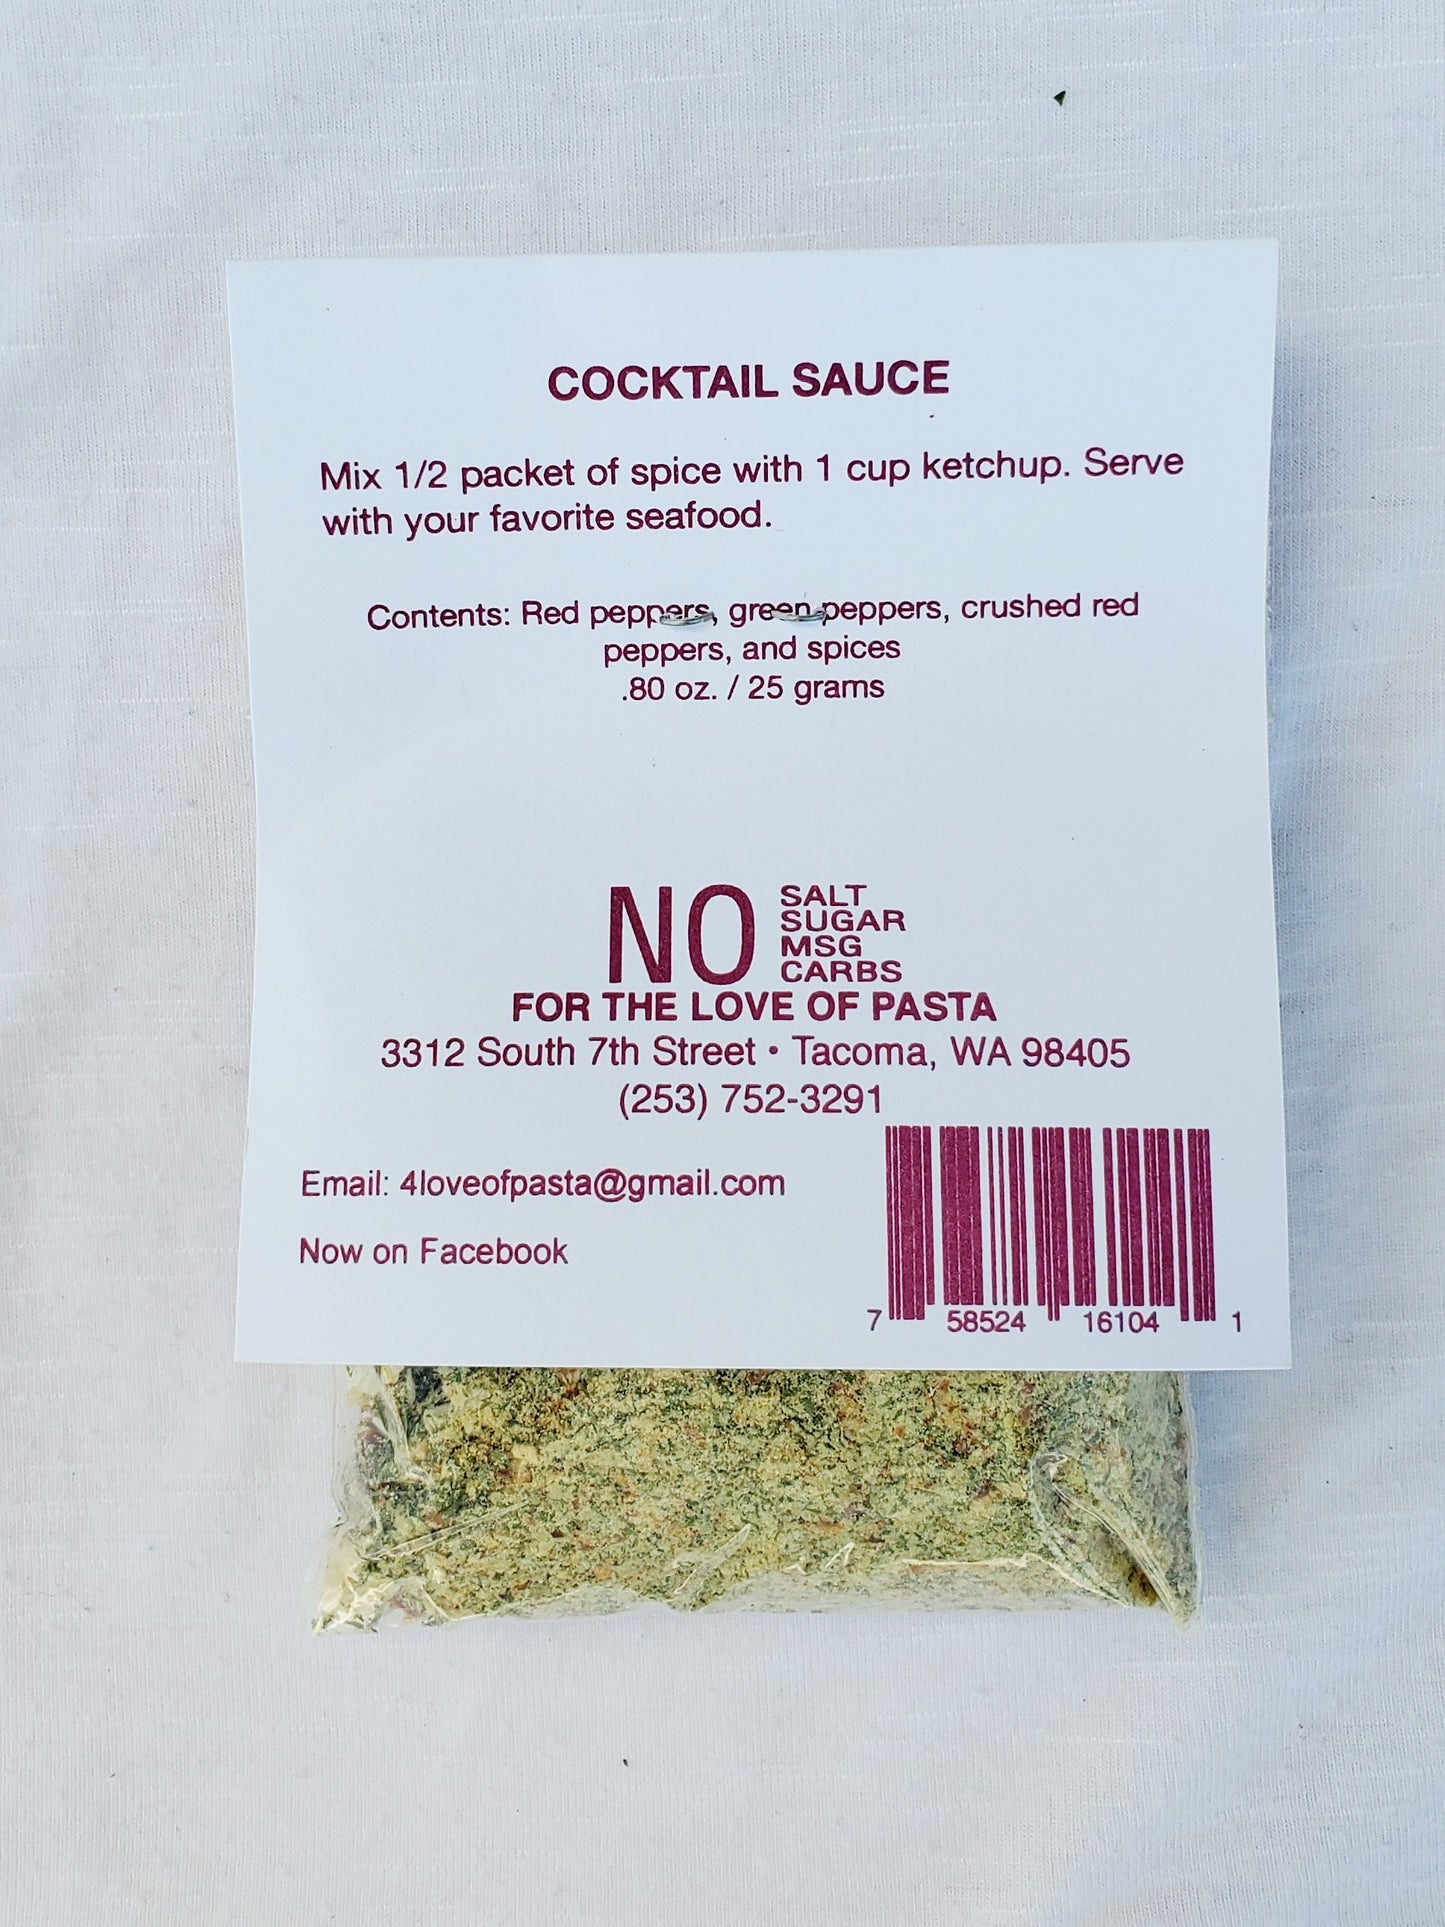 COCKTAIL SAUCE
Mix 1/2 packet of spice with 1 cup ketchup. Serve
with your favorite seafood.
Contents: Red peppers, green peppers, crushed red
peppers, and spices
.80 oz. / 25 grams
NO SALT
SUGAR
MSG
CARBS
FOR THE LOVE OF PASTA
3312 South 7th Street • Tacoma, WA 98405
(253) 752-3291
Email: 4loveofpasta@gmail.com
Now on Facebook
7 58524 16104 1